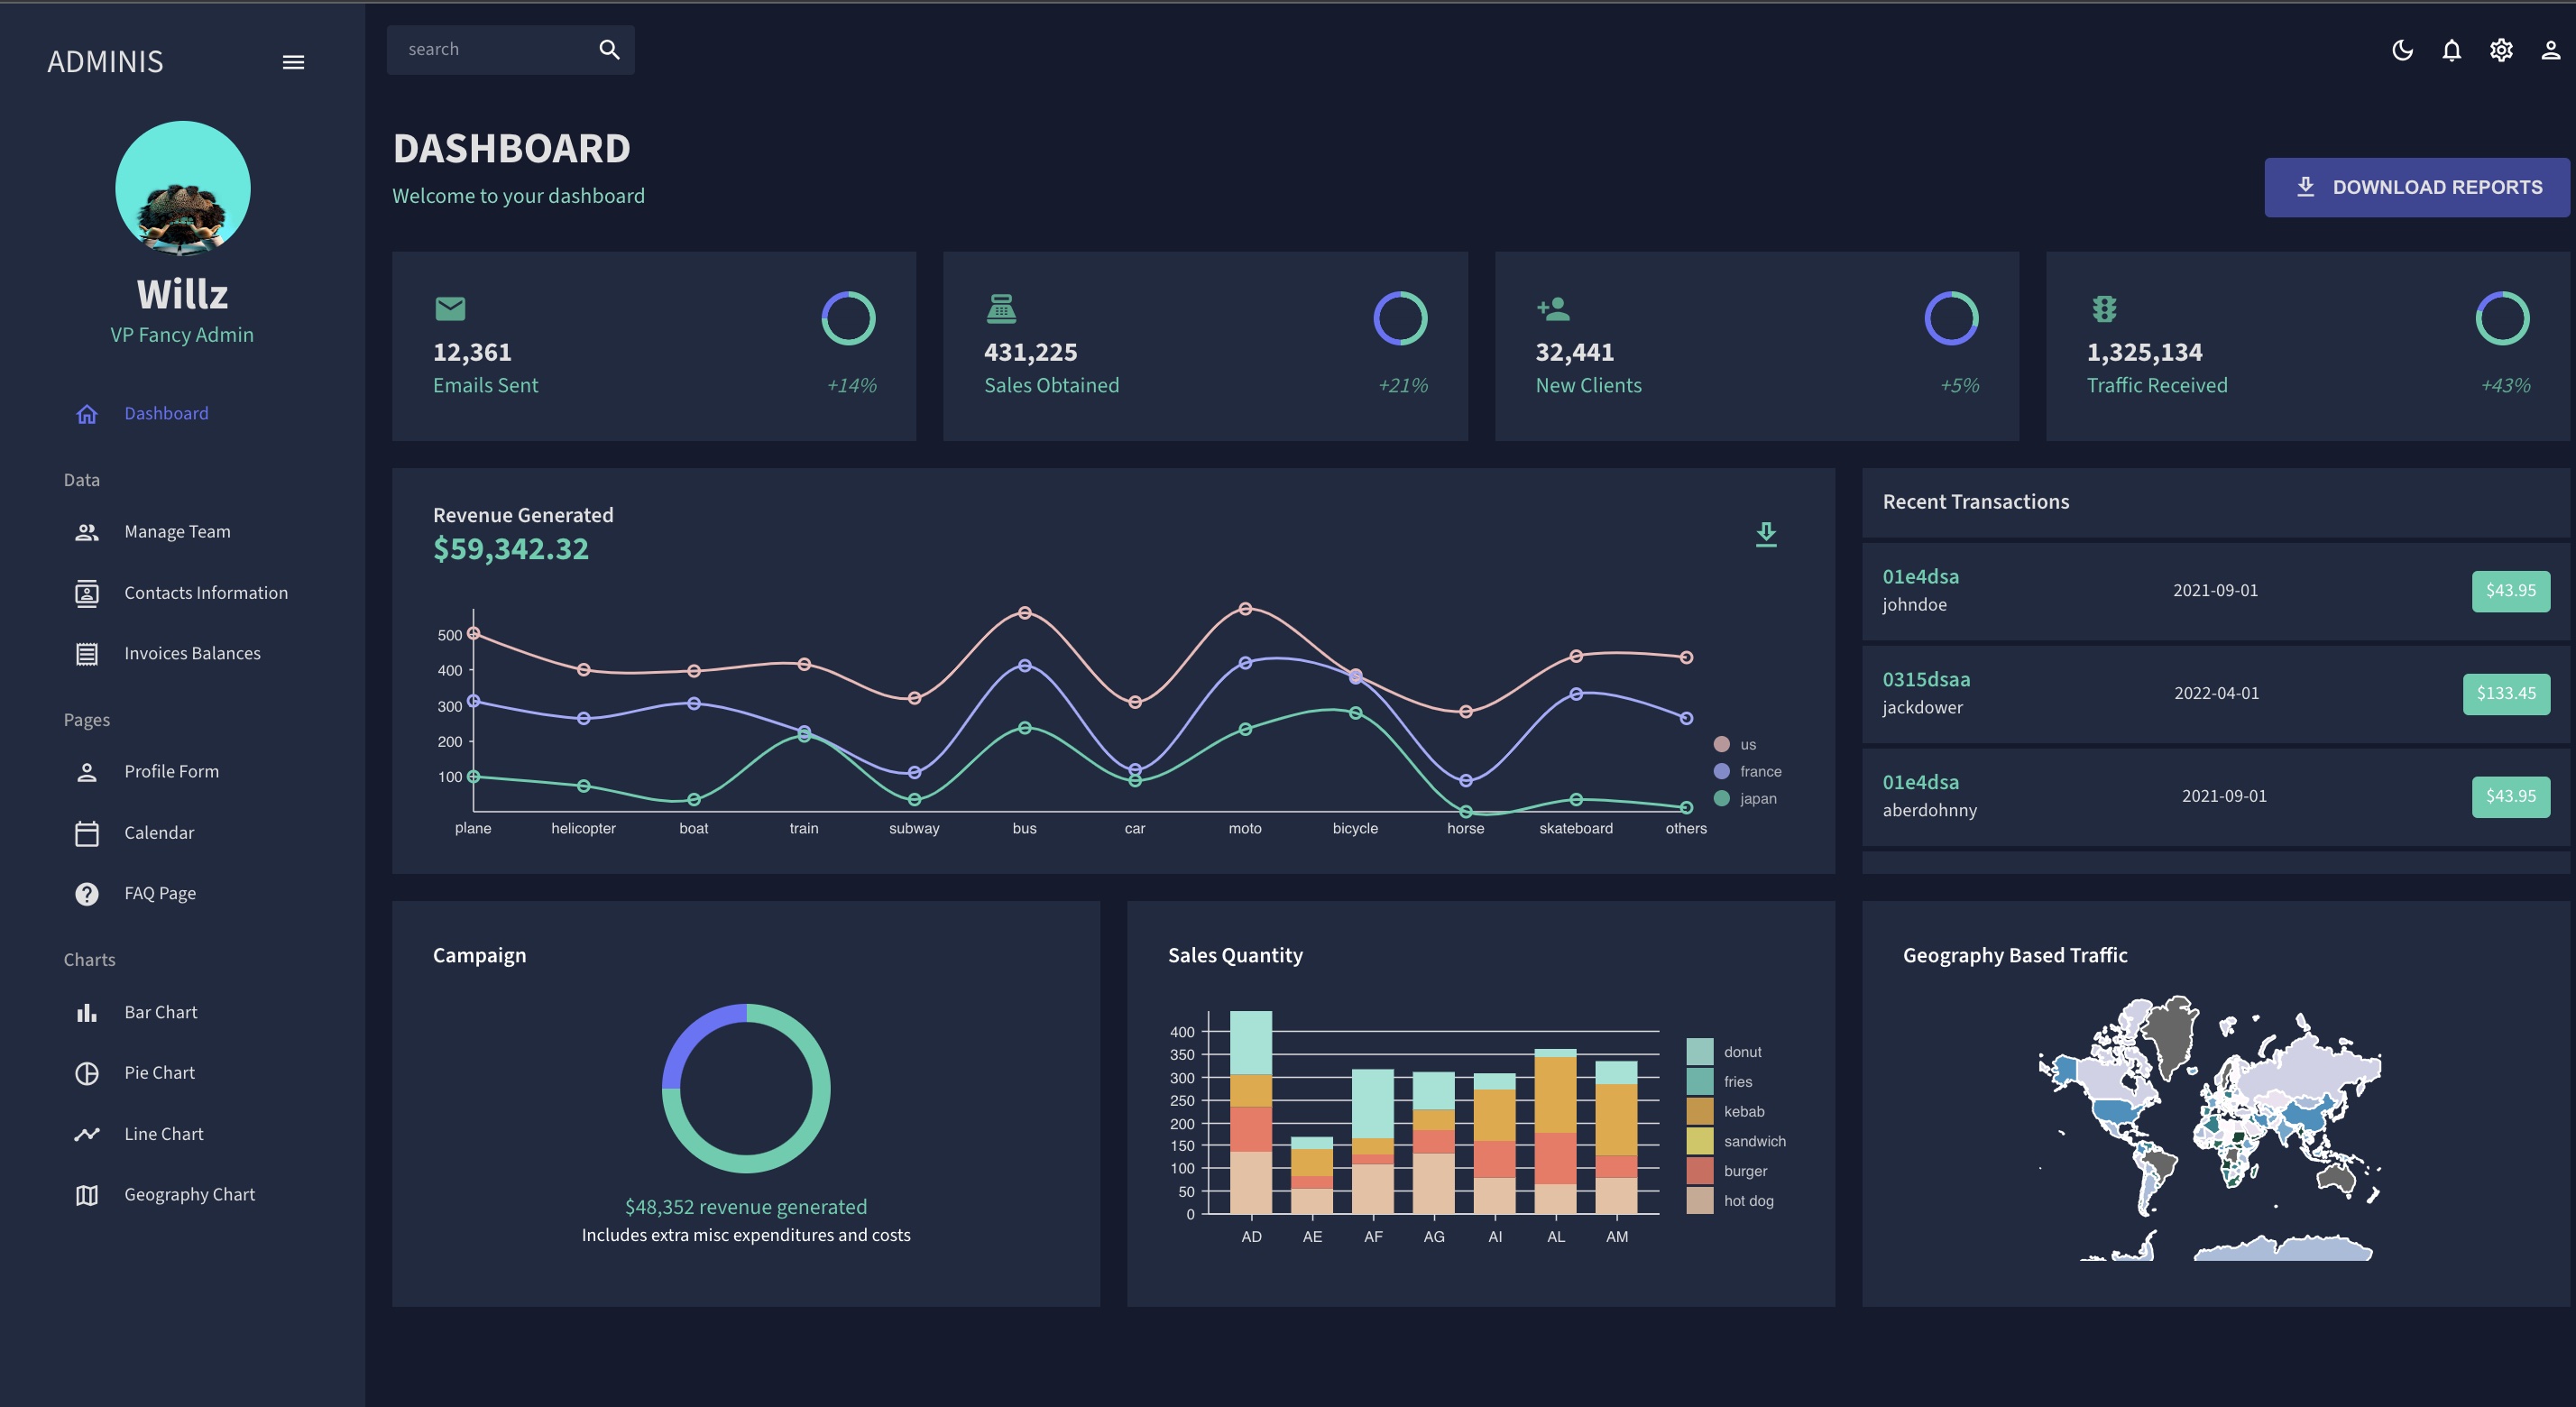 ADMINIS
Willz
VP Fancy Admin
Dashboard
Data
Manage Team
Contacts Information
Invoices Balances
Pages
Profile Form
Calendar
FAQ Page
Charts
Bar Chart
Pie Chart
Line Chart
Geography Chart
search
DASHBOARD
Welcome to your dashboard
DOWNLOAD REPORTS
12,361
Emails Sent
+14%
431,225
Sales Obtained
+21%
32,441
New Clients
+5%
1,325,134
Traffic Received
+43%
Revenue Generated
$59,342.32
500
400
300
200
100
plane helicopter boat train subway bus car moto bicycle horse skateboard others
us
france
japan
Recent Transactions
01e4dsa
johndoe
2021-09-01
$43.95
0315dsaa
jackdower
2022-04-01
$133.45
01e4dsa
aberdohnny
2021-09-01
$43.95
Campaign
$48,352 revenue generated
Includes extra misc expenditures and costs
Sales Quantity
400
350
300
250
200
150
100
50
0
AD AE AF AG AI AL AM
donut
fries
kebab
sandwich
burger
hot dog
Geography Based Traffic